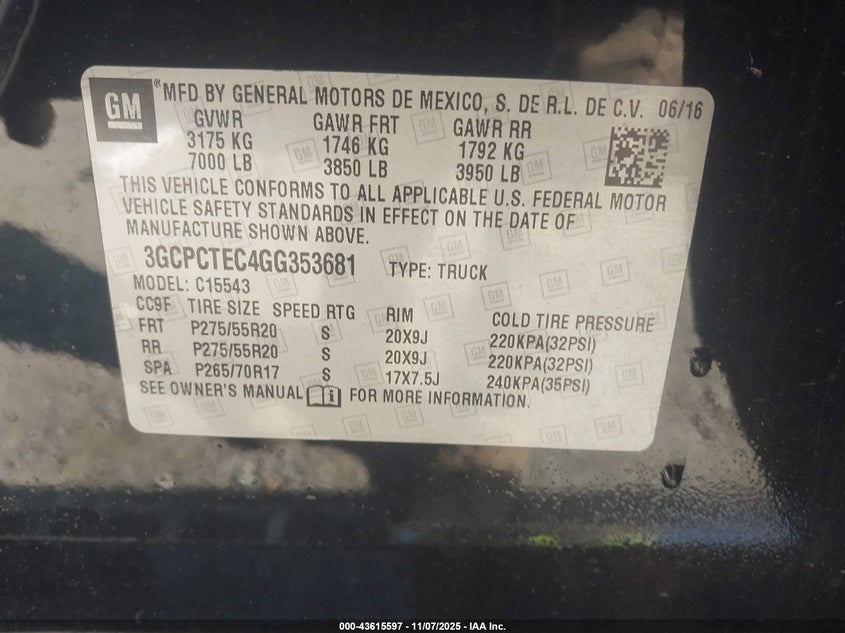 GM ® MFD BY GENERAL MOTORS DE MEXICO, S. DE R.L. DE C.V. 06/16
GVWR GAWR FRT GAWR RR
3175 KG 1746 KG 1792 KG
7000 LB 3850 LB 3950 LB
THIS VEHICLE CONFORMS TO ALL APPLICABLE U.S. FEDERAL MOTOR
VEHICLE SAFETY STANDARDS IN EFFECT ON THE DATE OF
MANUFACTURE SHOWN ABOVE.
3GCPCTEC4GG353681 TYPE: TRUCK
MODEL: C15543
CC9F TIRE SIZE SPEED RTG RIM COLD TIRE PRESSURE
FRT P275/55R20 S 20X9J 220KPA(32PSI)
RR P275/55R20 S 20X9J 220KPA(32PSI)
SPA P265/70R17 S 17X7.5J 240KPA(35PSI)
SEE OWNER'S MANUAL FOR MORE INFORMATION.
000-43615597 - 11/07/2025 - IAA Inc.